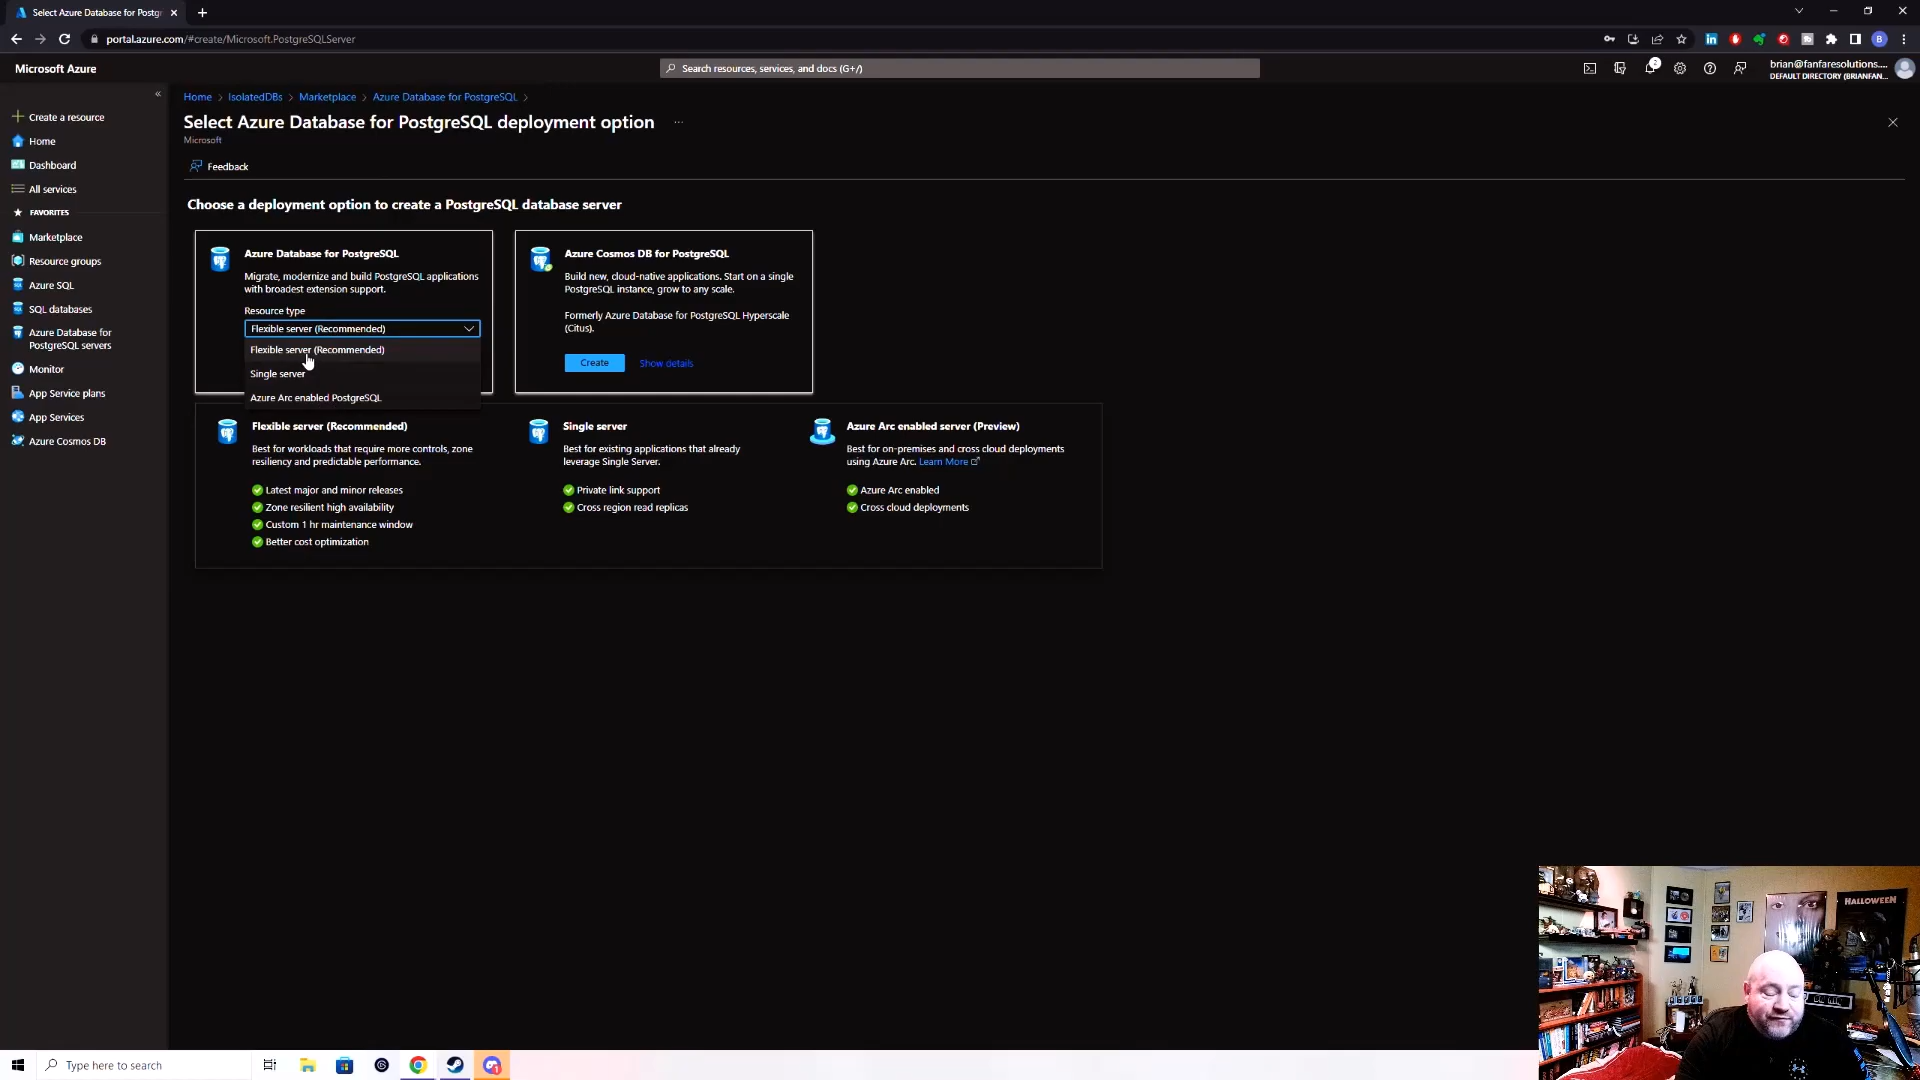 Select Azure Database for Postg
portal.azure.com/#create/Microsoft.PostgreSQLServer
Microsoft Azure
Search resources, services, and docs (G+/)
2
brian@fanfaresolutions....
DEFAULT DIRECTORY (BRIANFAN...
Create a resource
Home
Dashboard
All services
FAVORITES
Marketplace
Resource groups
Azure SQL
SQL databases
Azure Database for
PostgreSQL servers
Monitor
App Service plans
App Services
Azure Cosmos DB
Home > IsolatedDBs > Marketplace > Azure Database for PostgreSQL >
Select Azure Database for PostgreSQL deployment option ...
Microsoft
Feedback
Choose a deployment option to create a PostgreSQL database server
Azure Database for PostgreSQL
Migrate, modernize and build PostgreSQL applications
with broadest extension support.
Resource type
Flexible server (Recommended)
Flexible server (Recommended)
Single server
Azure Arc enabled PostgreSQL
Azure Cosmos DB for PostgreSQL
Build new, cloud-native applications. Start on a single
PostgreSQL instance, grow to any scale.
Formerly Azure Database for PostgreSQL Hyperscale
(Citus).
Create
Show details
Flexible server (Recommended)
Best for workloads that require more controls, zone
resiliency and predictable performance.
Latest major and minor releases
Zone resilient high availability
Custom 1 hr maintenance window
Better cost optimization
Single server
Best for existing applications that already
leverage Single Server.
Private link support
Cross region read replicas
Azure Arc enabled server (Preview)
Best for on-premises and cross cloud deployments
using Azure Arc. Learn More
Azure Arc enabled
Cross cloud deployments
HALLOWEEN
Type here to search